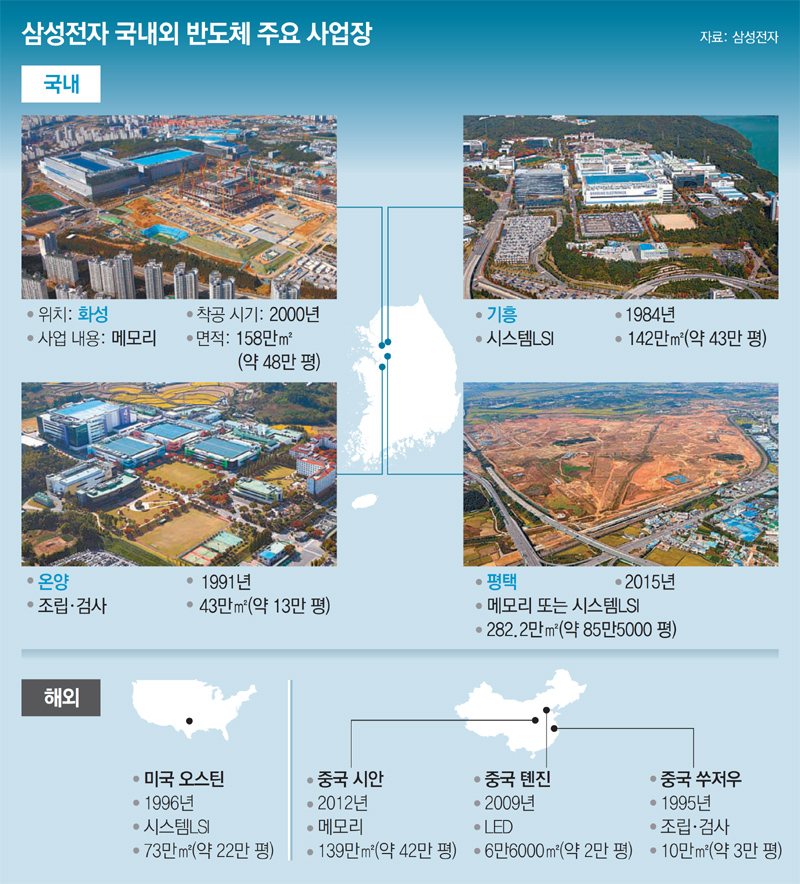 삼성전자 국내외 반도체 주요 사업장
자료: 삼성전자
국내
• 위치: 화성
• 착공 시기: 2000년
• 사업 내용: 메모리
• 면적: 158만㎡
(약 48만 평)
SAMSUNG ELECTRONICS
• 기흥
• 1984년
• 시스템LSI
• 142만㎡(약 43만 평)
• 온양
• 1991년
• 조립·검사
• 43만㎡(약 13만 평)
• 평택
• 2015년
• 메모리 또는 시스템LSI
• 282.2만㎡(약 85만5000 평)
해외
• 미국 오스틴
• 1996년
• 시스템LSI
• 73만㎡(약 22만 평)
• 중국 시안
• 2012년
• 메모리
• 139만㎡(약 42만 평)
• 중국 톈진
• 2009년
• LED
• 6만6000㎡(약 2만 평)
• 중국 쑤저우
• 1995년
• 조립·검사
• 10만㎡(약 3만 평)